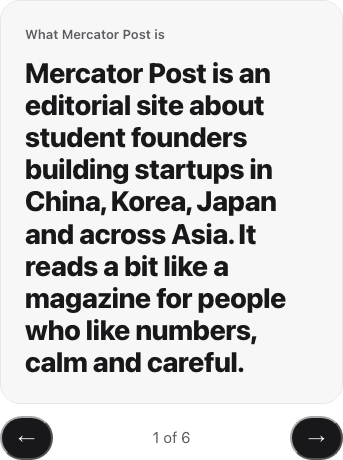 What Mercator Post is
Mercator Post is an
editorial site about
student founders
building startups in
China, Korea, Japan
and across Asia. It
reads a bit like a
magazine for people
who like numbers,
calm and careful.
← 1 of 6 →